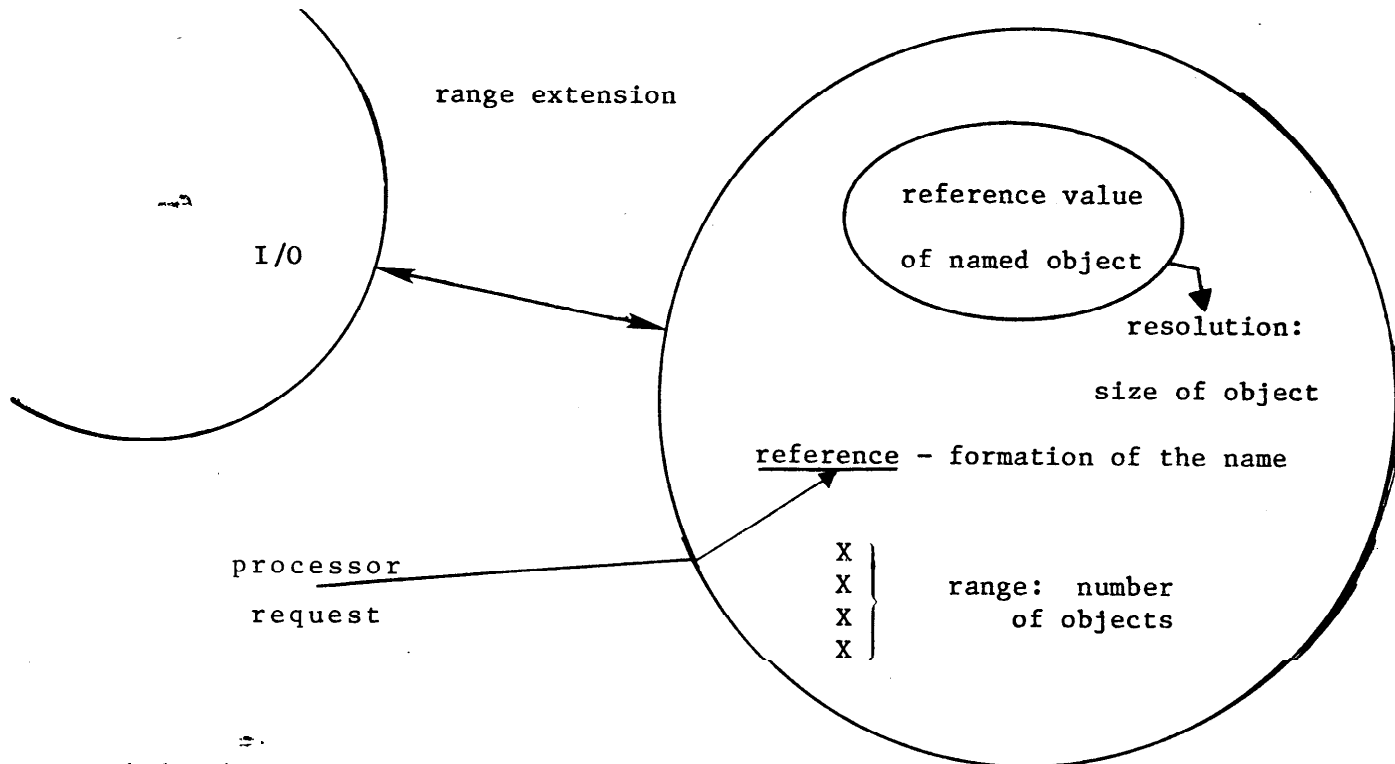 range extension
reference value
of named object
I/O
resolution:
size of object
reference - formation of the name
processor
request
X
X
X
X
range: number
of objects